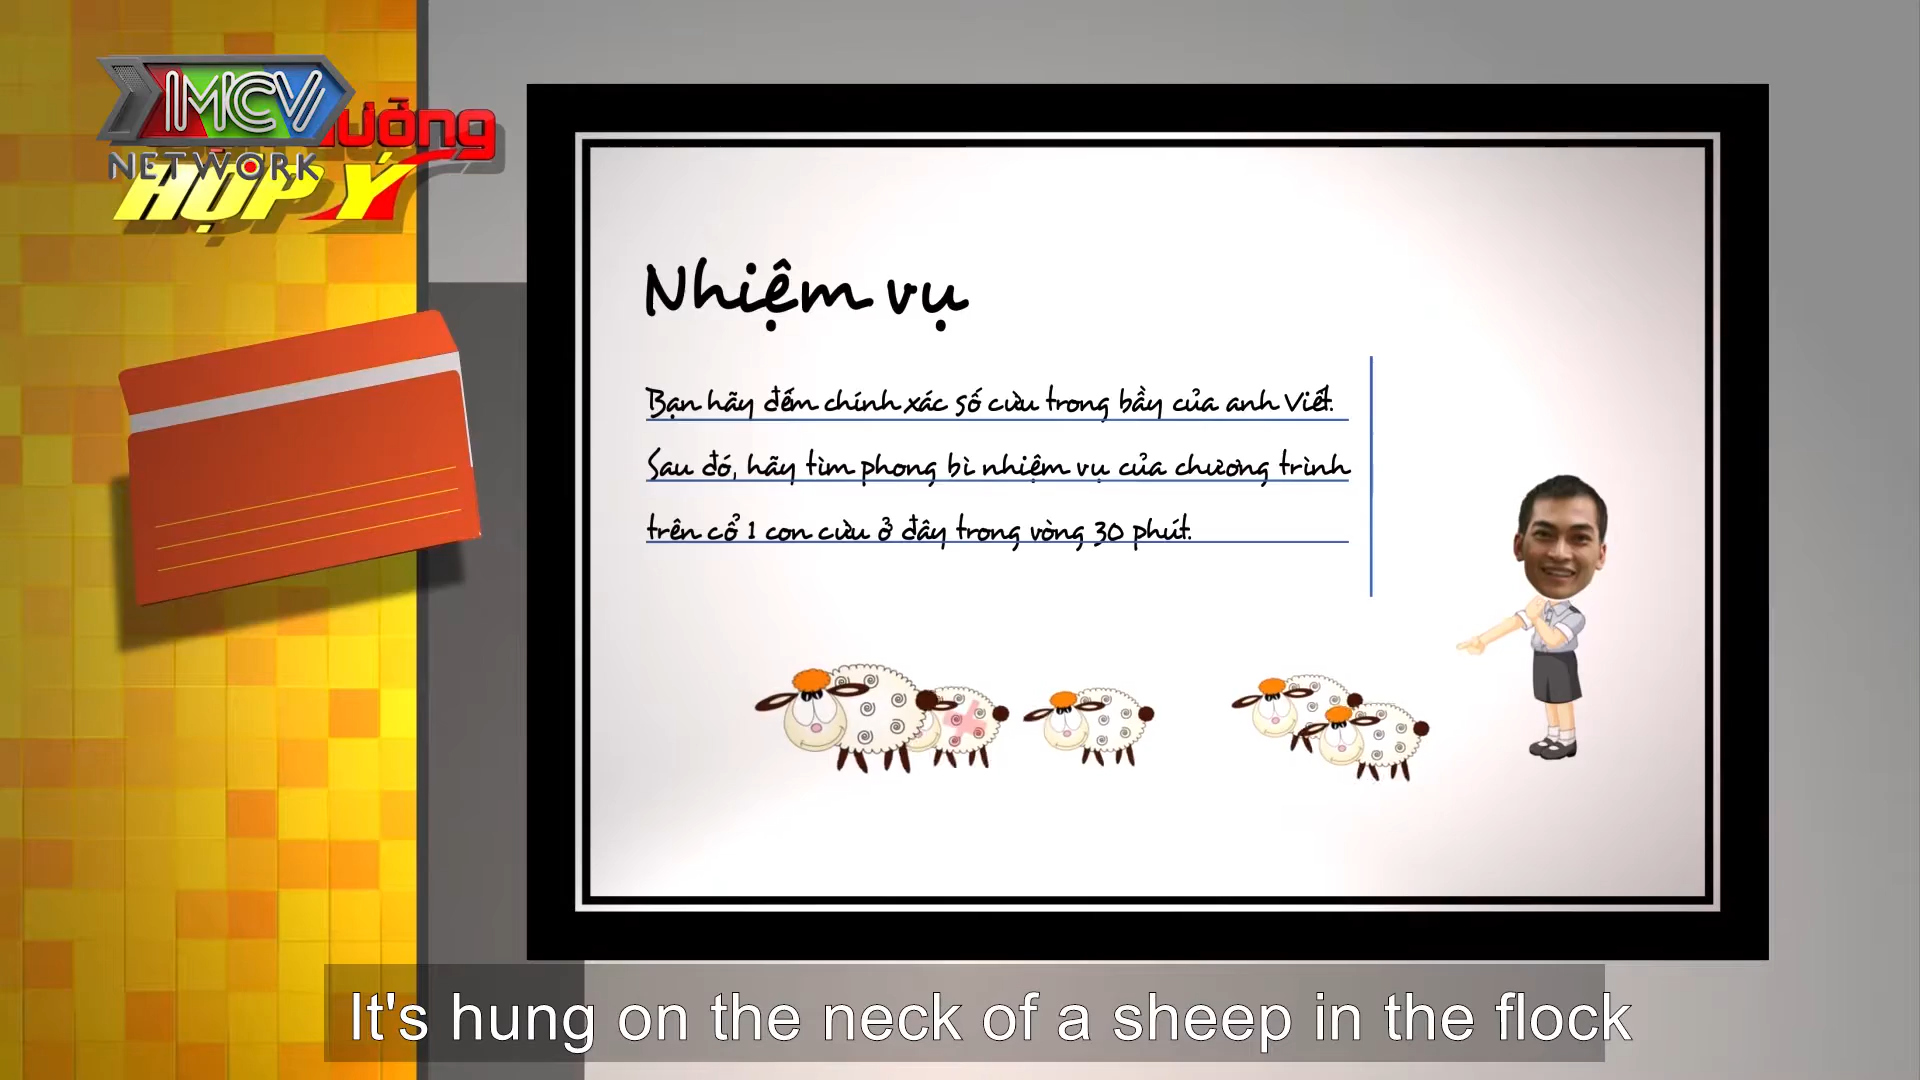 MCV
NETWORK
ưởng
HỢP Ý
Nhiệm vụ
Bạn hãy đếm chính xác số cừu trong bầy của anh Viết.
Sau đó, hãy tìm phong bì nhiệm vụ của chương trình
trên cổ 1 con cừu ở đây trong vòng 30 phút.
It's hung on the neck of a sheep in the flock